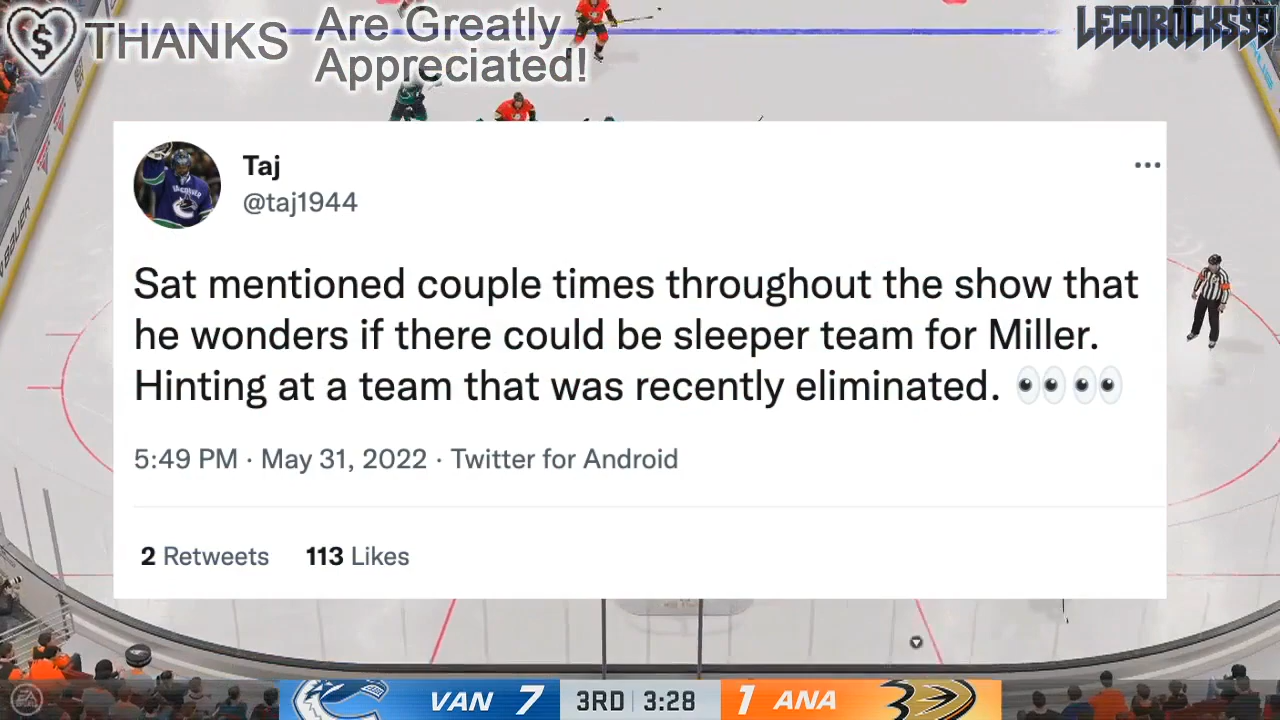 THANKS Are Greatly
Appreciated!
LEGOROCKS99
Taj
@taj1944
Sat mentioned couple times throughout the show that
he wonders if there could be sleeper team for Miller.
Hinting at a team that was recently eliminated. 👀👀
5:49 PM · May 31, 2022 · Twitter for Android
2 Retweets 113 Likes
VAN 7 3RD 3:28 1 ANA